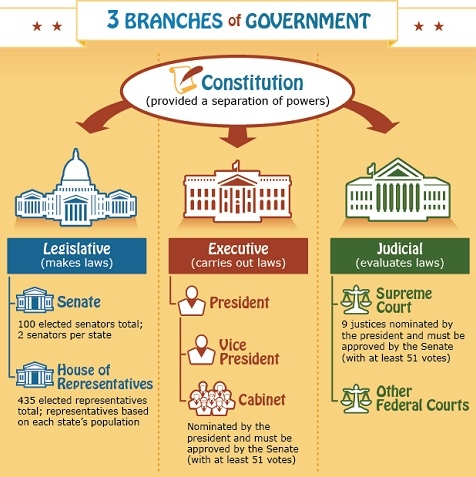 3 BRANCHES of GOVERNMENT
Constitution
(provided a separation of powers)
Legislative
(makes laws)
Senate
100 elected senators total;
2 senators per state
House of
Representatives
435 elected representatives
total; representatives based
on each state's population
Executive
(carries out laws)
President
Vice
President
Cabinet
Nominated by the
president and must be
approved by the Senate
(with at least 51 votes)
Judicial
(evaluates laws)
Supreme
Court
9 justices nominated by
the president and must be
approved by the Senate
(with at least 51 votes)
Other
Federal Courts